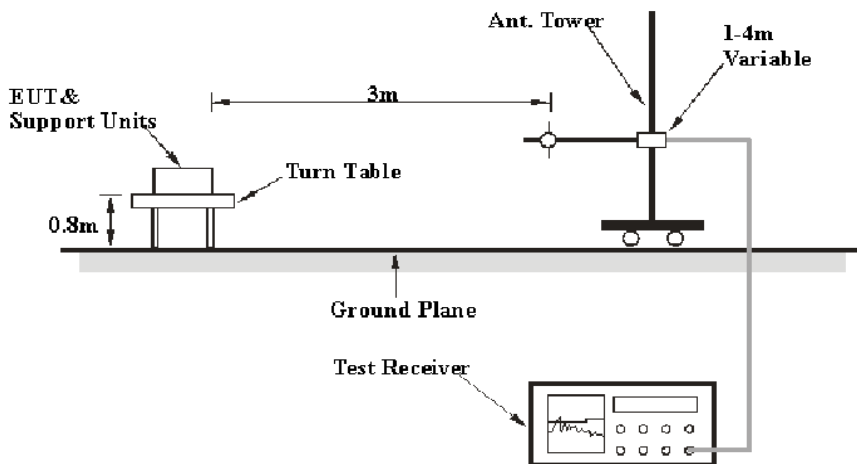 Ant. Tower
1-4m
Variable
EUT&
Support Units
3m
Turn Table
0.8m
Ground Plane
Test Receiver